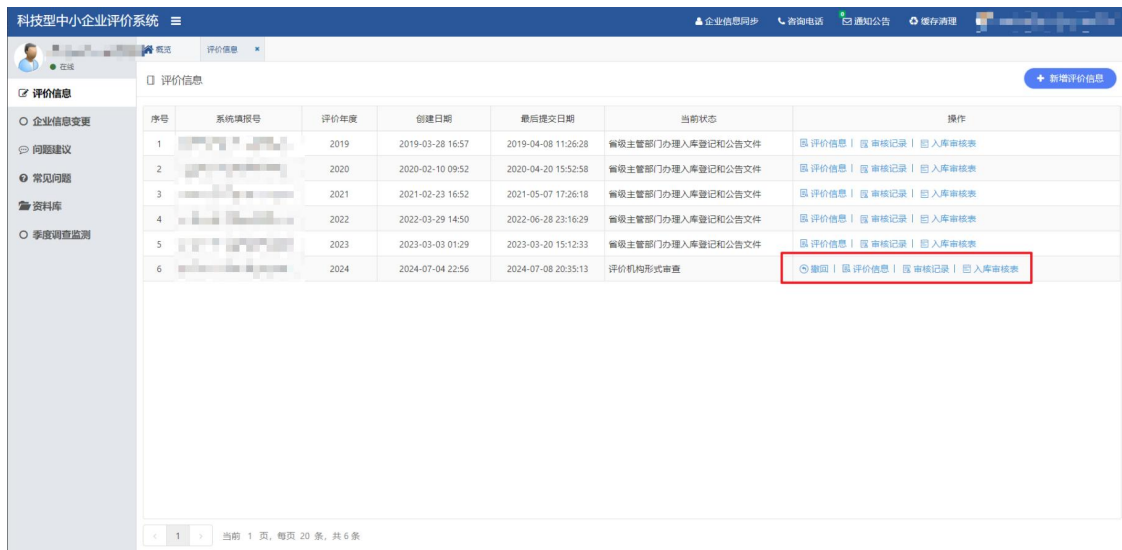 科技型中小企业评价系统
企业信息同步 咨询电话 0 通知公告 缓存清理
概览 评价信息 ×
在线
评价信息 + 新增评价信息
评价信息
企业信息变更
问题建议
常见问题
资料库
季度调查监测
序号 系统填报号 评价年度 创建日期 最后提交日期 当前状态 操作
1 2019 2019-03-28 16:57 2019-04-08 11:26:28 省级主管部门办理入库登记和公告文件 评价信息 | 审核记录 | 入库审核表
2 2020 2020-02-10 09:52 2020-04-20 15:52:58 省级主管部门办理入库登记和公告文件 评价信息 | 审核记录 | 入库审核表
3 2021 2021-02-23 16:52 2021-05-07 17:26:18 省级主管部门办理入库登记和公告文件 评价信息 | 审核记录 | 入库审核表
4 2022 2022-03-29 14:50 2022-06-28 23:16:29 省级主管部门办理入库登记和公告文件 评价信息 | 审核记录 | 入库审核表
5 2023 2023-03-03 01:29 2023-03-20 15:12:33 省级主管部门办理入库登记和公告文件 评价信息 | 审核记录 | 入库审核表
6 2024 2024-07-04 22:56 2024-07-08 20:35:13 评价机构形式审查 撤回 | 评价信息 | 审核记录 | 入库审核表
< 1 > 当前 1 页, 每页 20 条, 共 6 条